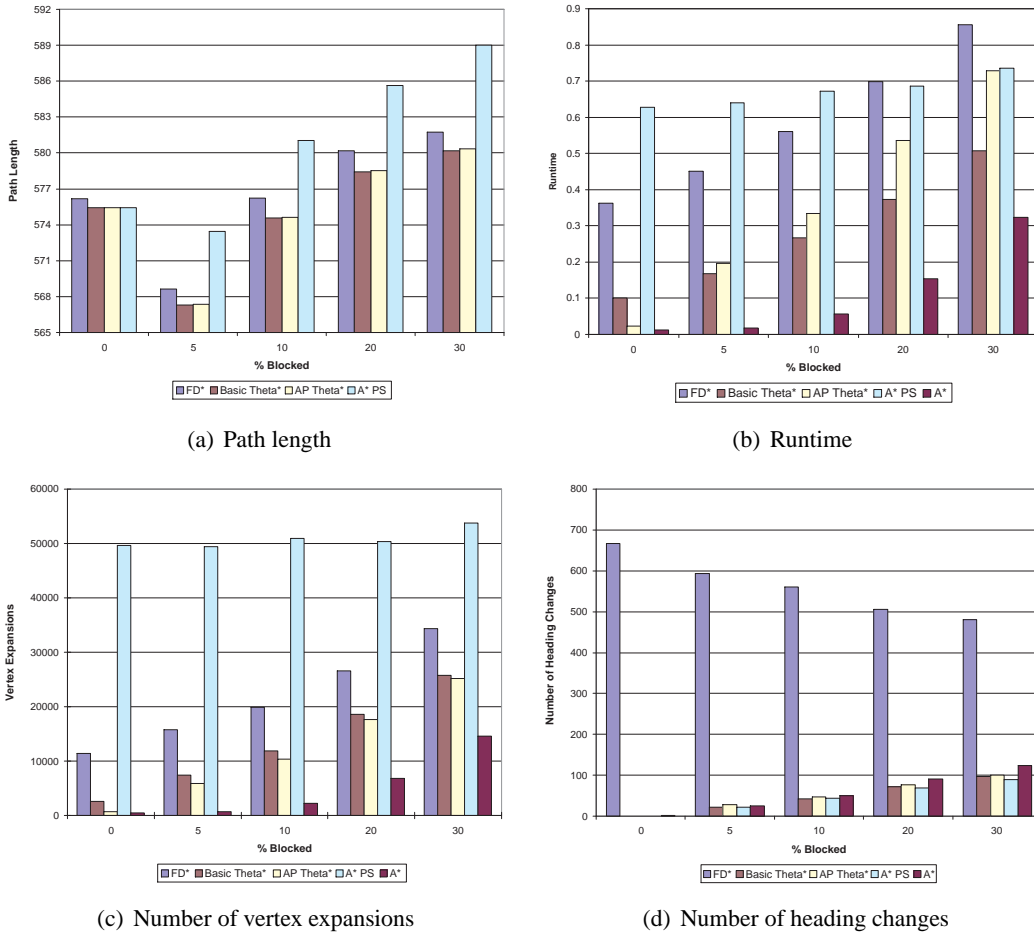 592
589
586
583
580
577
574
571
568
565
Path Length
0 5 10 20 30
% Blocked
FD* Basic Theta* AP Theta* A* PS
(a) Path length
0.9
0.8
0.7
0.6
0.5
0.4
0.3
0.2
0.1
0
Runtime
0 5 10 20 30
% Blocked
FD* Basic Theta* AP Theta* A* PS A*
(b) Runtime
60000
50000
40000
30000
20000
10000
0
Vertex Expansions
0 5 10 20 30
% Blocked
FD* Basic Theta* AP Theta* A* PS A*
(c) Number of vertex expansions
800
700
600
500
400
300
200
100
0
Number of Heading Changes
0 5 10 20 30
% Blocked
FD* Basic Theta* AP Theta* A* PS A*
(d) Number of heading changes